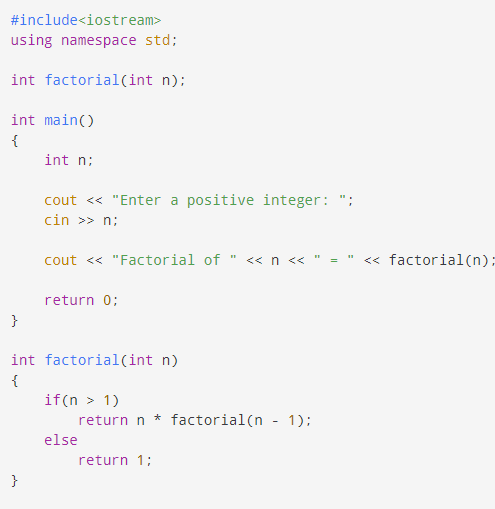 #include<iostream>
using namespace std;
int factorial(int n);
int main()
{
int n;
cout << "Enter a positive integer: ";
cin >> n;
cout << "Factorial of " << n << " = " << factorial(n);
return 0;
}
int factorial(int n)
{
if(n > 1)
return n * factorial(n - 1);
else
return 1;
}